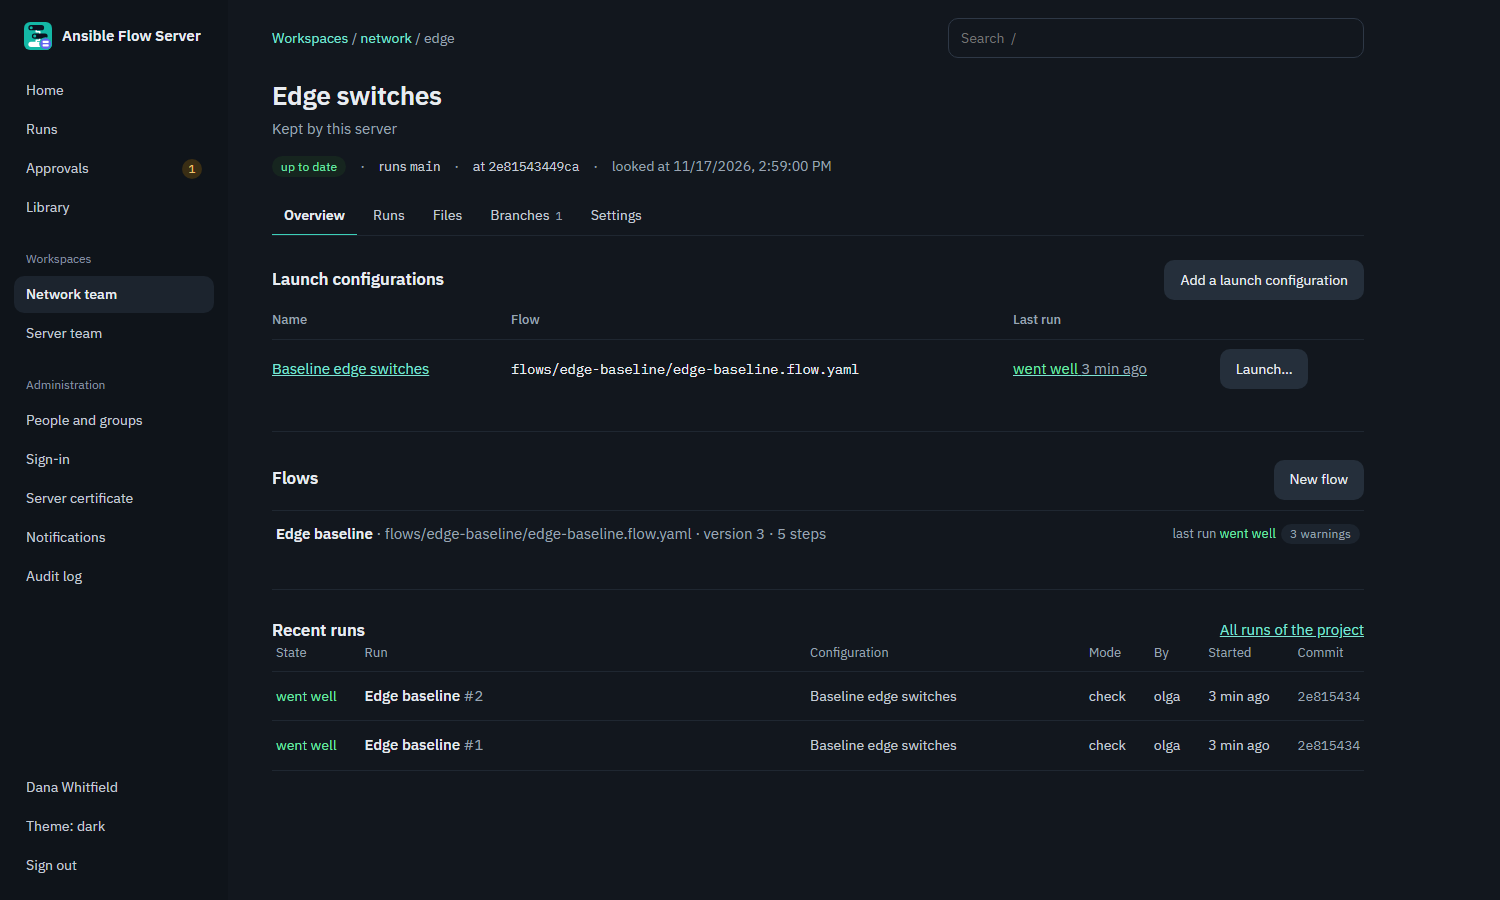 Ansible Flow Server
Home
Runs
Approvals 1
Library
Workspaces
Network team
Server team
Administration
People and groups
Sign-in
Server certificate
Notifications
Audit log
Dana Whitfield
Theme: dark
Sign out
Workspaces / network / edge
Search /
Edge switches
Kept by this server
up to date · runs main · at 2e81543449ca · looked at 11/17/2026, 2:59:00 PM
Overview Runs Files Branches 1 Settings
Launch configurations Add a launch configuration
Name Flow Last run
Baseline edge switches flows/edge-baseline/edge-baseline.flow.yaml went well 3 min ago Launch...
Flows New flow
Edge baseline · flows/edge-baseline/edge-baseline.flow.yaml · version 3 · 5 steps last run went well 3 warnings
Recent runs All runs of the project
State Run Configuration Mode By Started Commit
went well Edge baseline #2 Baseline edge switches check olga 3 min ago 2e815434
went well Edge baseline #1 Baseline edge switches check olga 3 min ago 2e815434